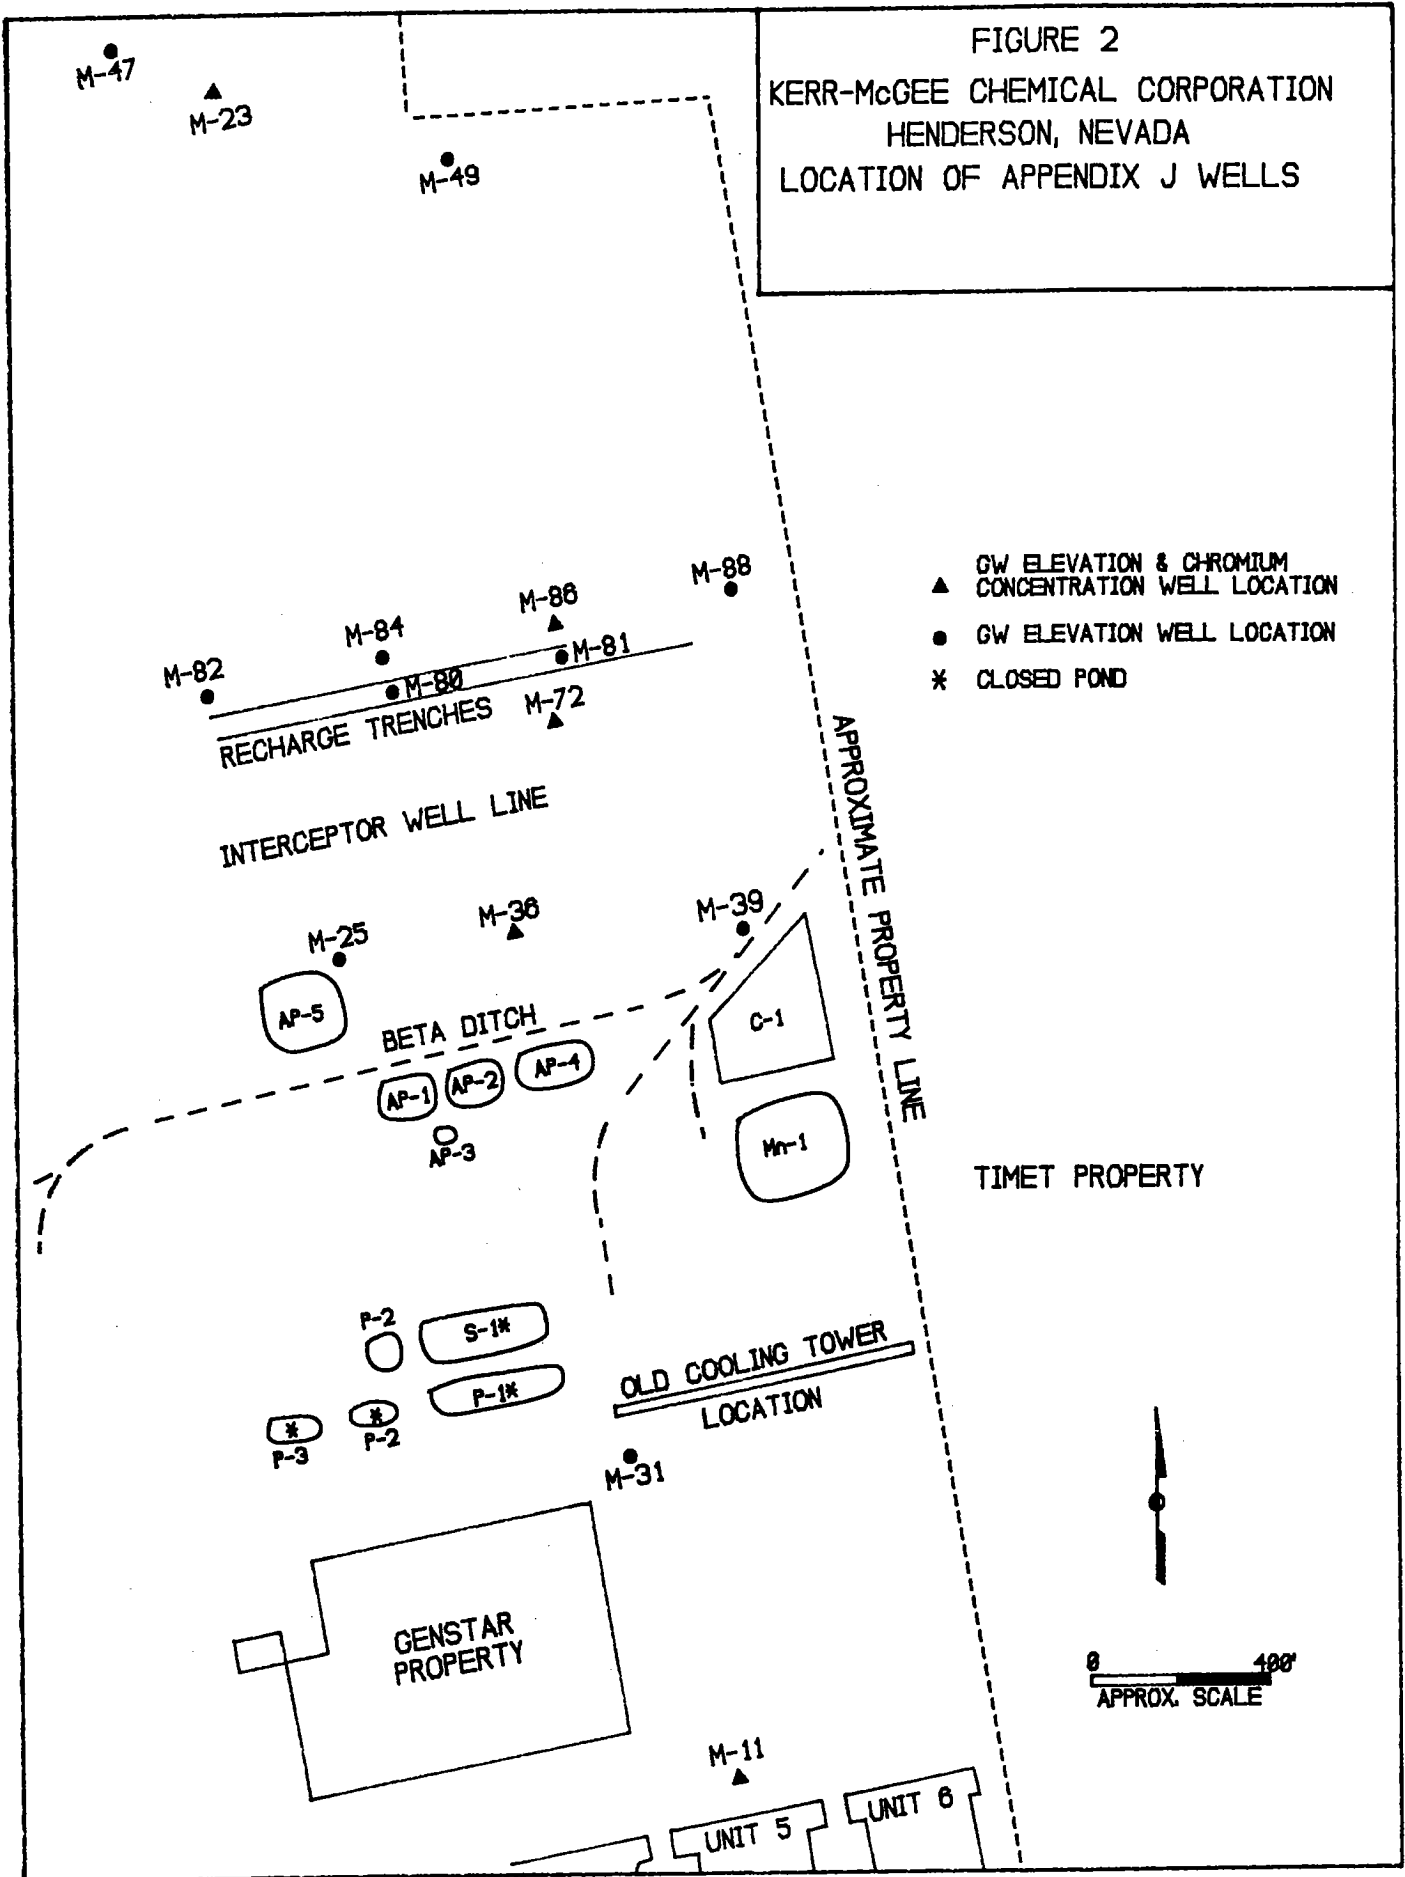 FIGURE 2
KERR-McGEE CHEMICAL CORPORATION
HENDERSON, NEVADA
LOCATION OF APPENDIX J WELLS
M-47
M-23
M-49
GW ELEVATION & CHROMIUM
▲ CONCENTRATION WELL LOCATION
● GW ELEVATION WELL LOCATION
* CLOSED POND
M-88
M-86
M-84
M-81
M-82
M-80
M-72
RECHARGE TRENCHES
INTERCEPTOR WELL LINE
APPROXIMATE PROPERTY LINE
M-39
M-36
M-25
AP-5
BETA DITCH
C-1
AP-4
AP-2
AP-1
AP-3
Mn-1
TIMET PROPERTY
P-2
S-1*
P-1*
OLD COOLING TOWER
LOCATION
*
P-2
*
P-3
M-31
GENSTAR
PROPERTY
0 400'
APPROX. SCALE
M-11
UNIT 5
UNIT 6